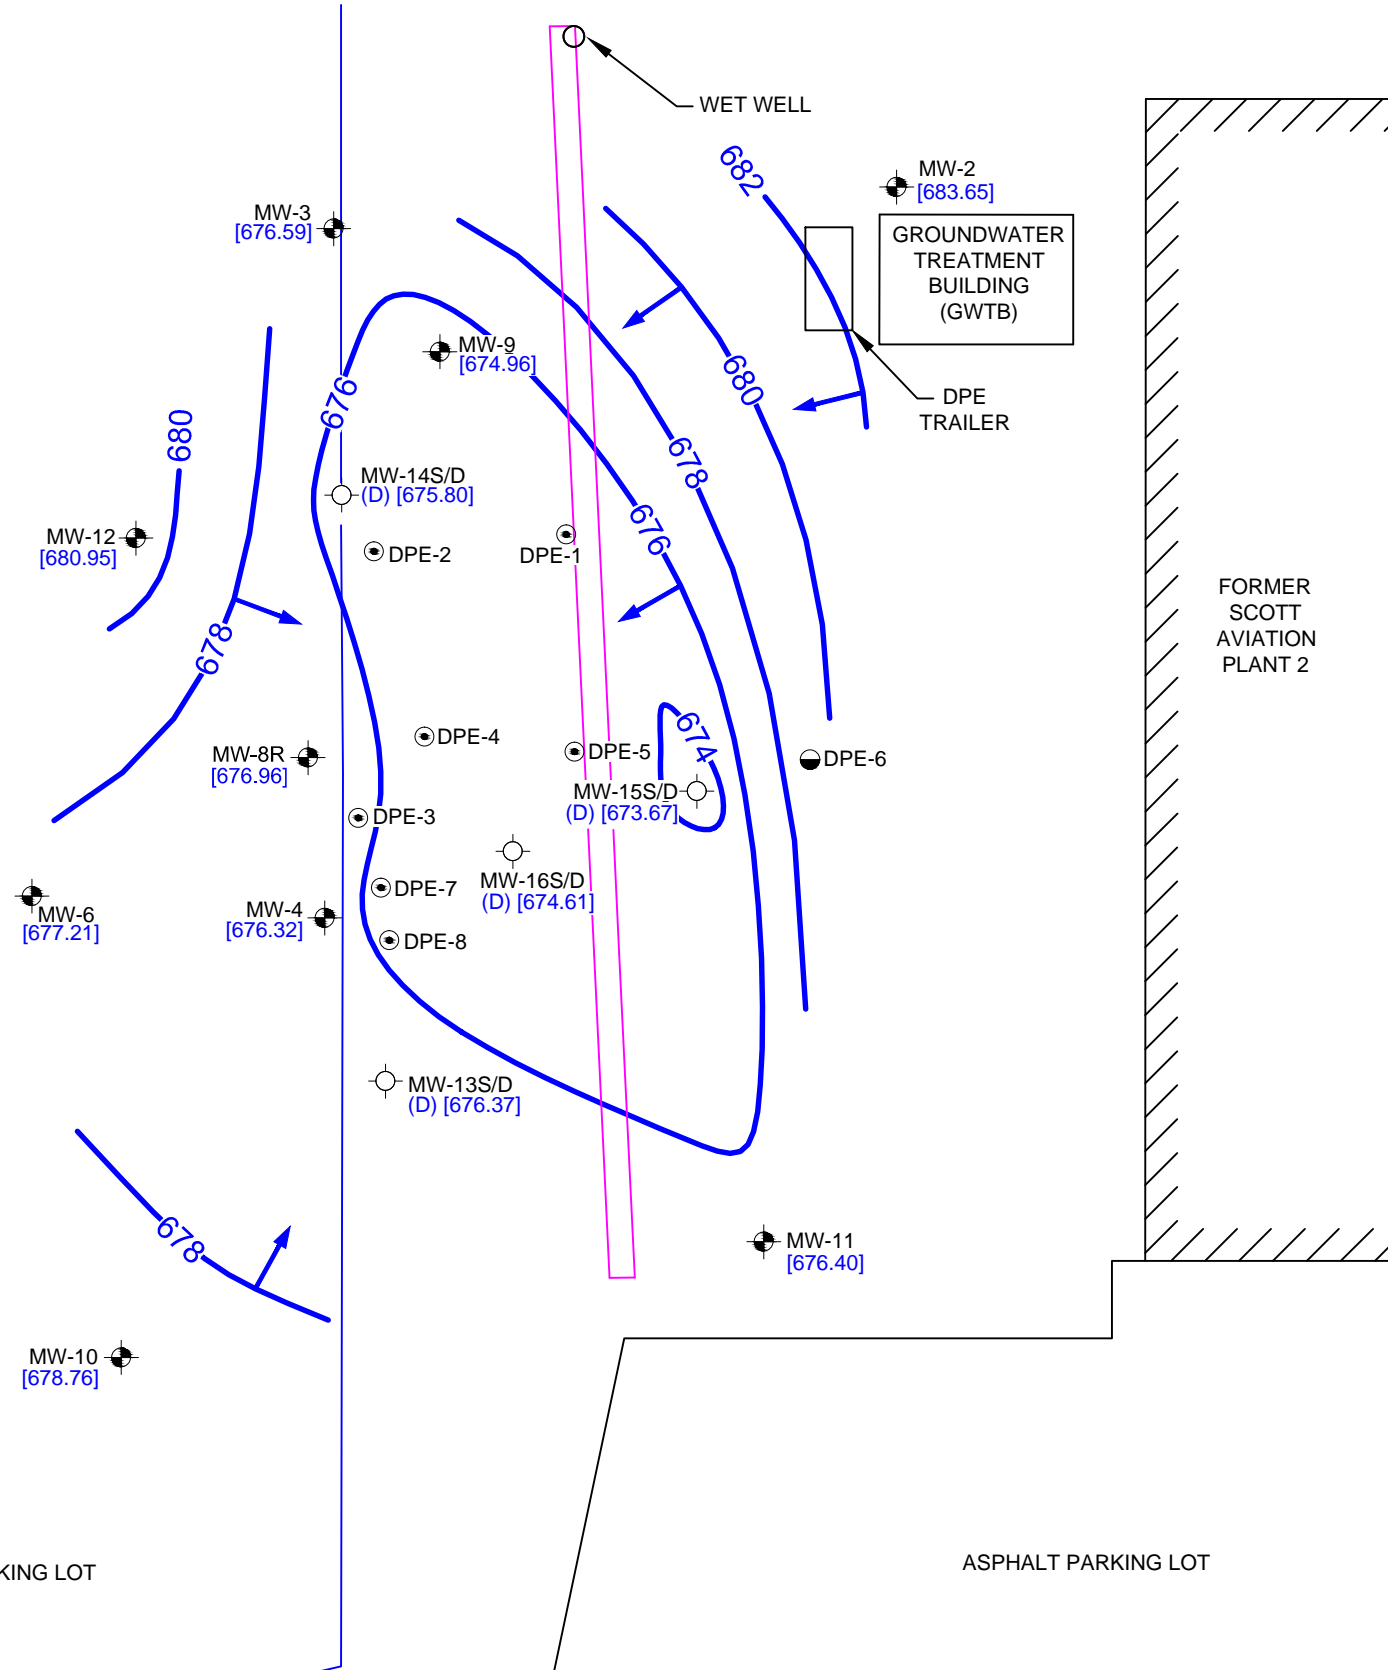 WET WELL
682
MW-2
[683.65]
MW-3
[676.59]
GROUNDWATER
TREATMENT
BUILDING
(GWTB)
MW-9
[674.96]
676
680
DPE
TRAILER
680
678
MW-14S/D
(D) [675.80]
676
MW-12
[680.95]
DPE-2
DPE-1
FORMER
SCOTT
AVIATION
PLANT 2
678
674
DPE-4
DPE-5
DPE-6
MW-8R
[676.96]
MW-15S/D
(D) [673.67]
DPE-3
MW-16S/D
(D) [674.61]
DPE-7
MW-6
[677.21]
MW-4
[676.32]
DPE-8
MW-13S/D
(D) [676.37]
678
MW-11
[676.40]
MW-10
[678.76]
KING LOT
ASPHALT PARKING LOT